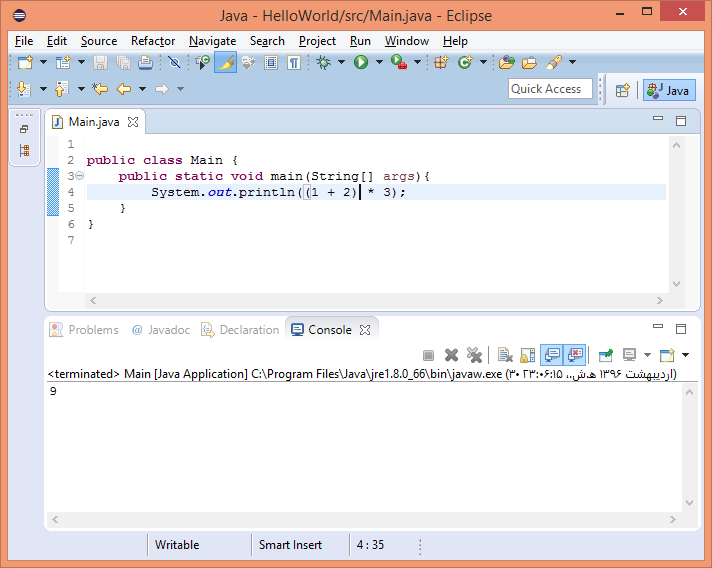 Java - HelloWorld/src/Main.java - Eclipse
File Edit Source Refactor Navigate Search Project Run Window Help
Quick Access
Java
Main.java
1
2 public class Main {
3 public static void main(String[] args){
4 System.out.println((1 + 2) * 3);
5 }
6 }
7
Problems @ Javadoc Declaration Console
<terminated> Main [Java Application] C:\Program Files\Java\jre1.8.0_66\bin\javaw.exe (۳۰ اردیبهشت ۱۳۹۶ ه‍.ش.،‏ ۲۳:۰۶:۱۵)
9
Writable Smart Insert 4 : 35